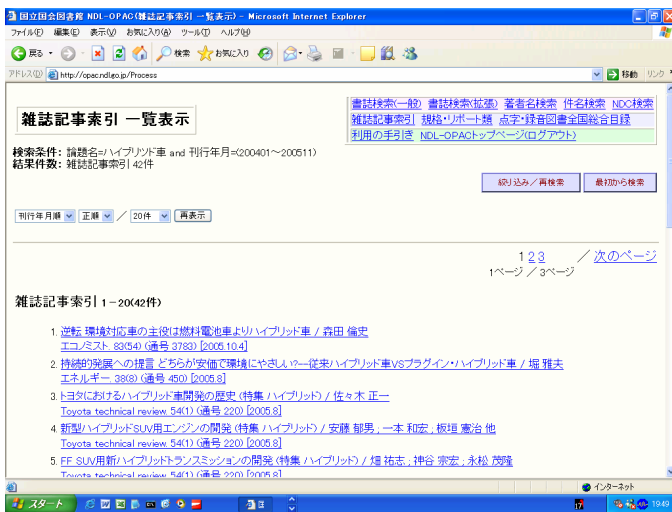 国立国会図書館 NDL-OPAC(雑誌記事索引 一覧表示) - Microsoft Internet Explorer
ファイル(F) 編集(E) 表示(V) お気に入り(A) ツール(T) ヘルプ(H)
戻る 検索 お気に入り
アドレス(D) http://opac.ndl.go.jp/Process 移動 リンク
雑誌記事索引 一覧表示
書誌検索(一般) 書誌検索(拡張) 著者名検索 件名検索 NDC検索
雑誌記事索引 規格・リポート類 点字・録音図書全国総合目録
利用の手引き NDL-OPACトップページ(ログアウト)
検索条件: 論題名=ハイブリッド車 and 刊行年月=(200401~200511)
結果件数: 雑誌記事索引 42件
絞り込み/再検索 最初から検索
刊行年月順 正順 / 20件 再表示
1 2 3 / 次のページ
1ページ / 3ページ
雑誌記事索引 1-20(42件)
1. 逆転 環境対応車の主役は燃料電池車よりハイブリッド車 / 森田 倫史
エコノミスト. 83(54) (通号 3783) [2005.10.4]
2. 持続的発展への提言 どちらが安価で環境にやさしい?--従来ハイブリッド車VSプラグイン・ハイブリッド車 / 堀 雅夫
エネルギー. 38(8) (通号 450) [2005.8]
3. トヨタにおけるハイブリッド車開発の歴史 (特集 ハイブリッド) / 佐々木 正一
Toyota technical review. 54(1) (通号 220) [2005.8]
4. 新型ハイブリッドSUV用エンジンの開発 (特集 ハイブリッド) / 安藤 郁男 ; 一本 和宏 ; 板垣 憲治 他
Toyota technical review. 54(1) (通号 220) [2005.8]
5. FF SUV用新ハイブリッドトランスミッションの開発 (特集 ハイブリッド) / 畑 祐志 ; 神谷 宗宏 ; 永松 茂隆
Toyota technical review. 54(1) (通号 220) [2005.8]
インターネット
スタート 19:49